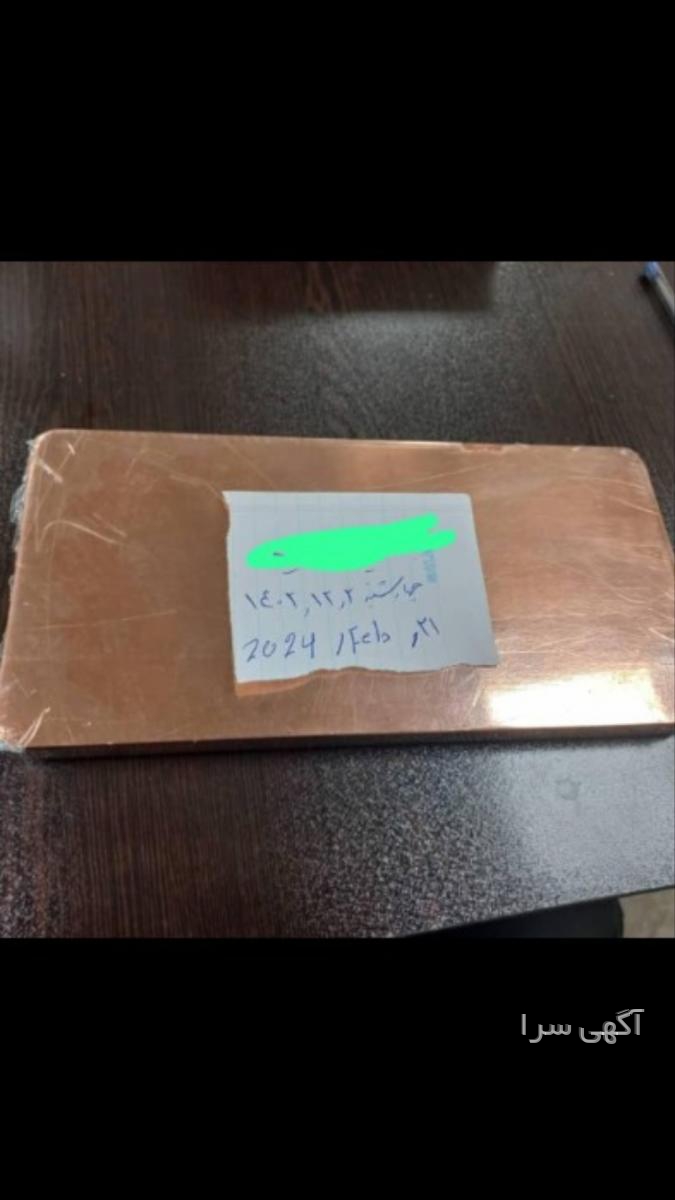 چهارشنبه ۱۴۰۲,۱۲,۲
۲۱, Feb, 2024
آگهی سرا